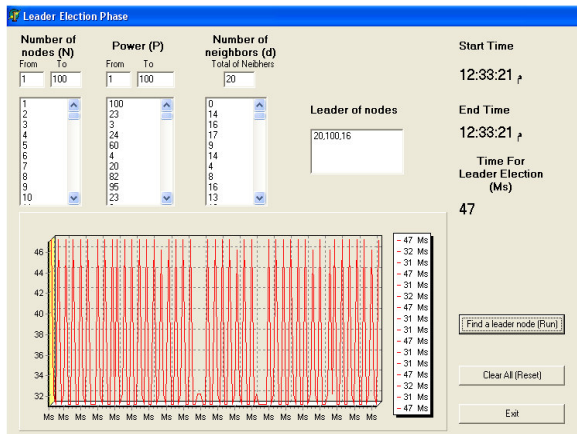 Leader Election Phase
Number of
nodes (N)
From To
1 100
1
2
3
4
5
6
7
8
9
10
Power (P)
From To
1 100
100
23
3
24
60
4
20
82
95
23
Number of
neighbors (d)
Total of Neibhers
20
0
14
16
17
9
14
4
8
16
13
Leader of nodes
20,100,16
Start Time
12:33:21 م
End Time
12:33:21 م
Time For
Leader Election
(Ms)
47
46
44
42
40
38
36
34
32
Ms Ms Ms Ms Ms Ms Ms Ms Ms Ms Ms Ms Ms Ms Ms Ms Ms
47 Ms
32 Ms
31 Ms
47 Ms
31 Ms
32 Ms
47 Ms
31 Ms
31 Ms
47 Ms
31 Ms
31 Ms
47 Ms
32 Ms
31 Ms
47 Ms
Find a leader node (Run)
Clear All (Reset)
Exit